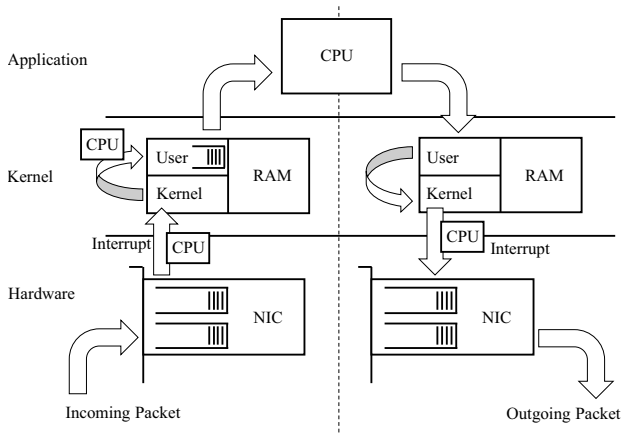 Application
CPU
CPU
User
Kernel
RAM
Kernel
User
Kernel
RAM
Interrupt
CPU
CPU
Interrupt
Hardware
NIC
NIC
Incoming Packet
Outgoing Packet